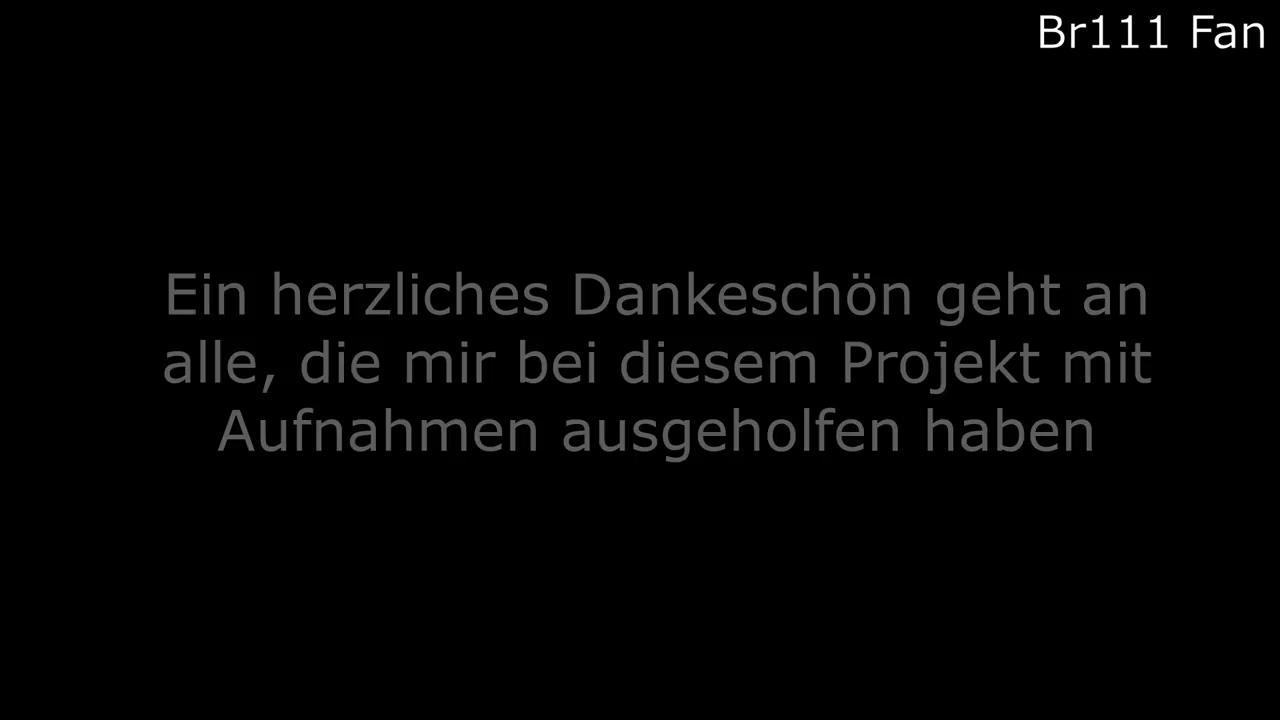 Br111 Fan
Ein herzliches Dankeschön geht an
alle, die mir bei diesem Projekt mit
Aufnahmen ausgeholfen haben